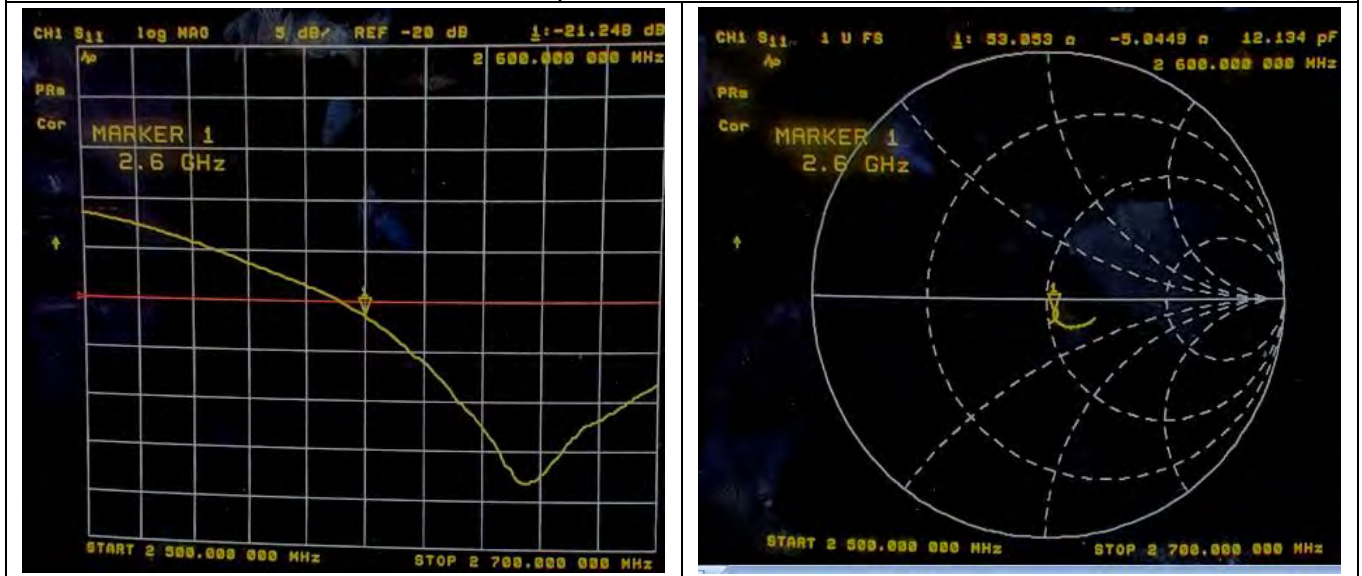 CH1 S11 log MAG 5 dB/ REF -20 dB 1:-21.248 dB
2 600.000 000 MHz
PRm
Cor
MARKER 1
2.6 GHz
1
START 2 500.000 000 MHz STOP 2 700.000 000 MHz
CH1 S11 1 U FS 1: 53.053 Ω -5.0449 Ω 12.134 pF
2 600.000 000 MHz
PRm
Cor
MARKER 1
2.6 GHz
1
START 2 500.000 000 MHz STOP 2 700.000 000 MHz